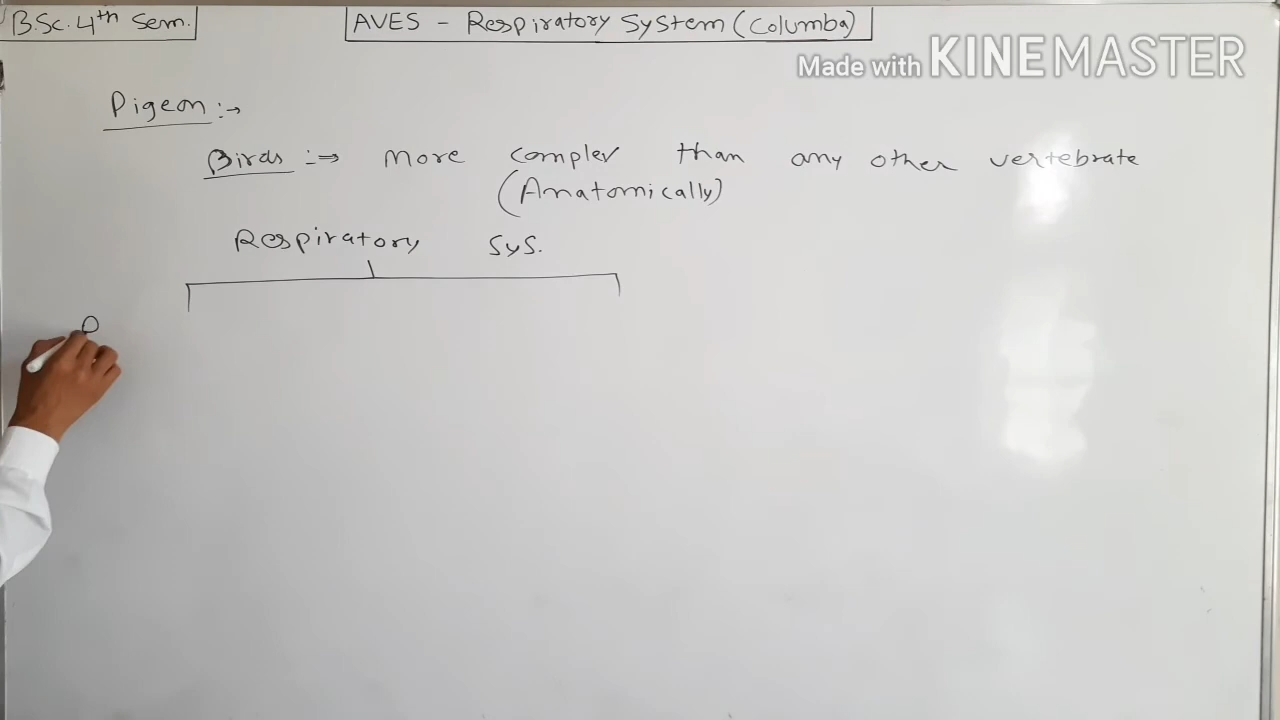 B.Sc. 4th Sem.
AVES - Respiratory System (Columba)
Made with KINEMASTER
Pigeon :→
Birds :⇒ More complex than any other vertebrate
(Anatomically)
Respiratory Sys.
O